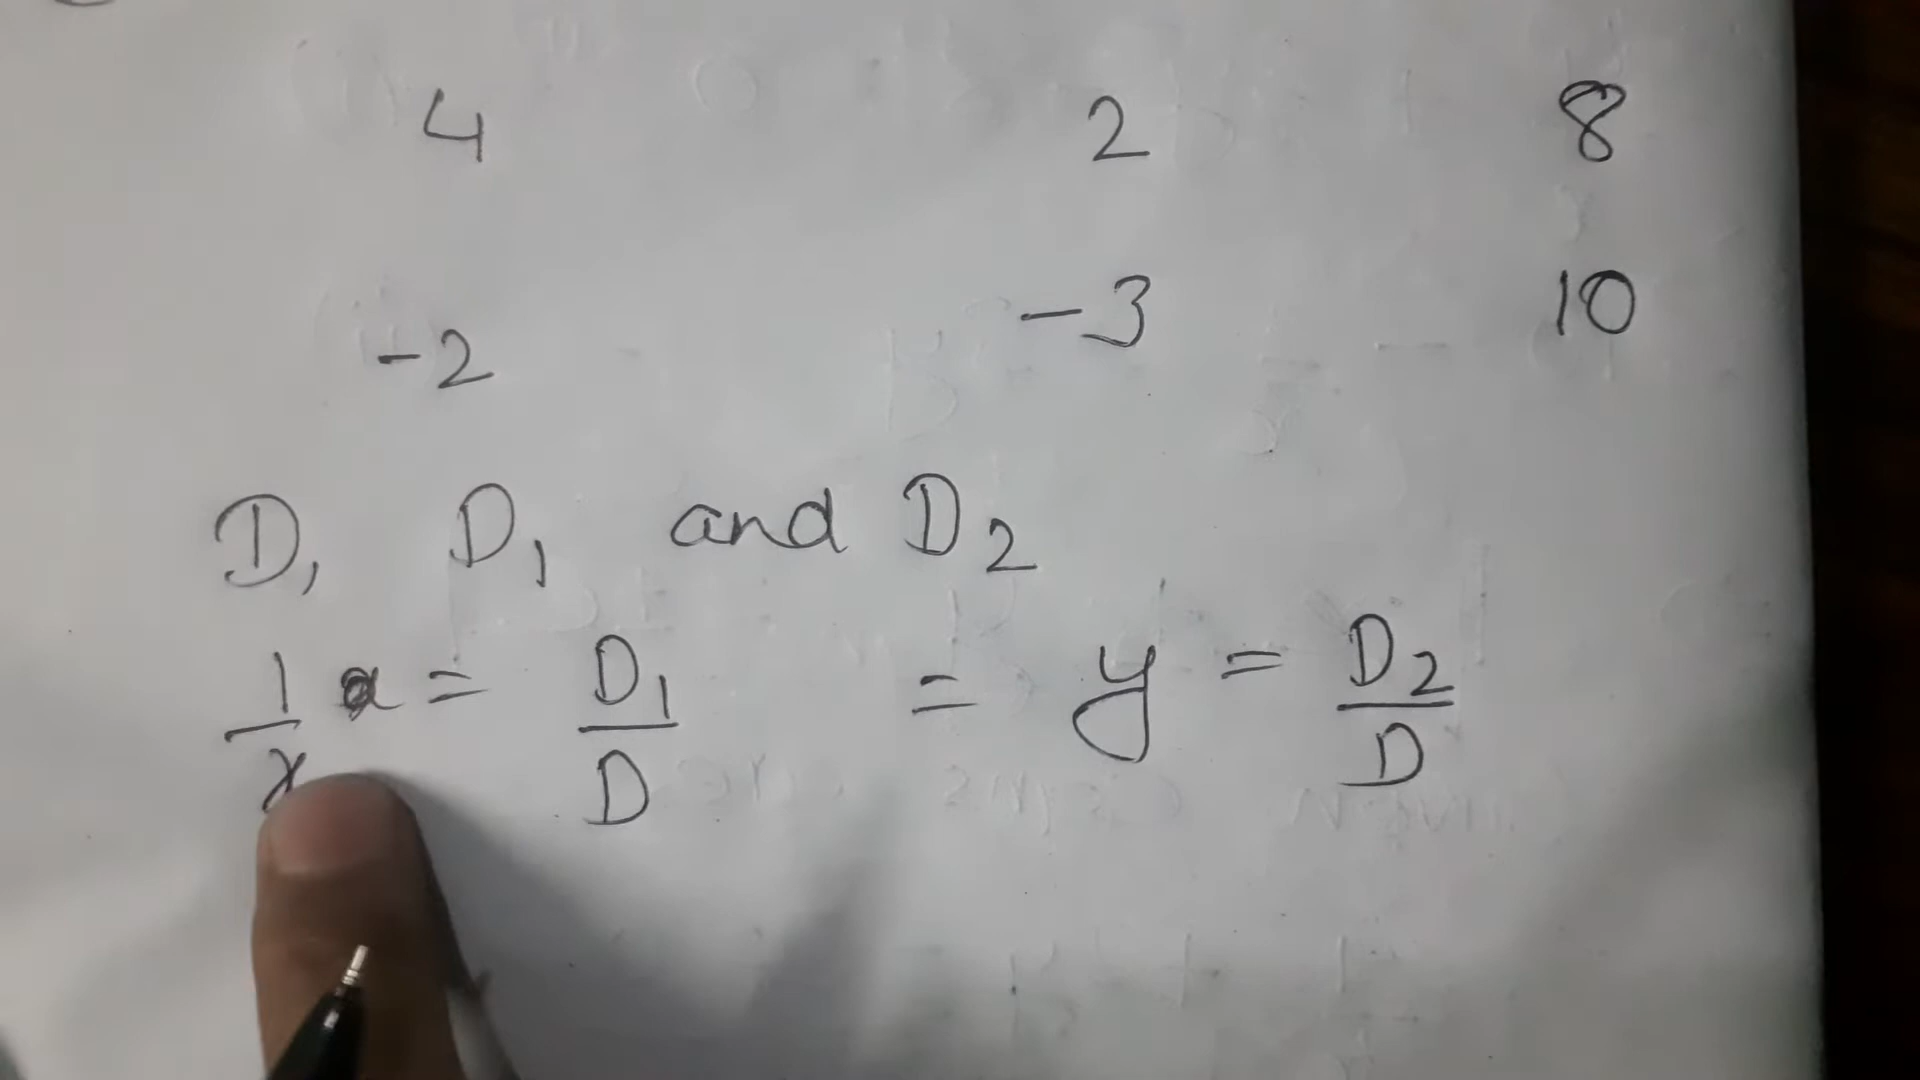 4 2 8
-2 -3 10
D, D₁ and D₂
1/x = D₁/D = y = D₂/D